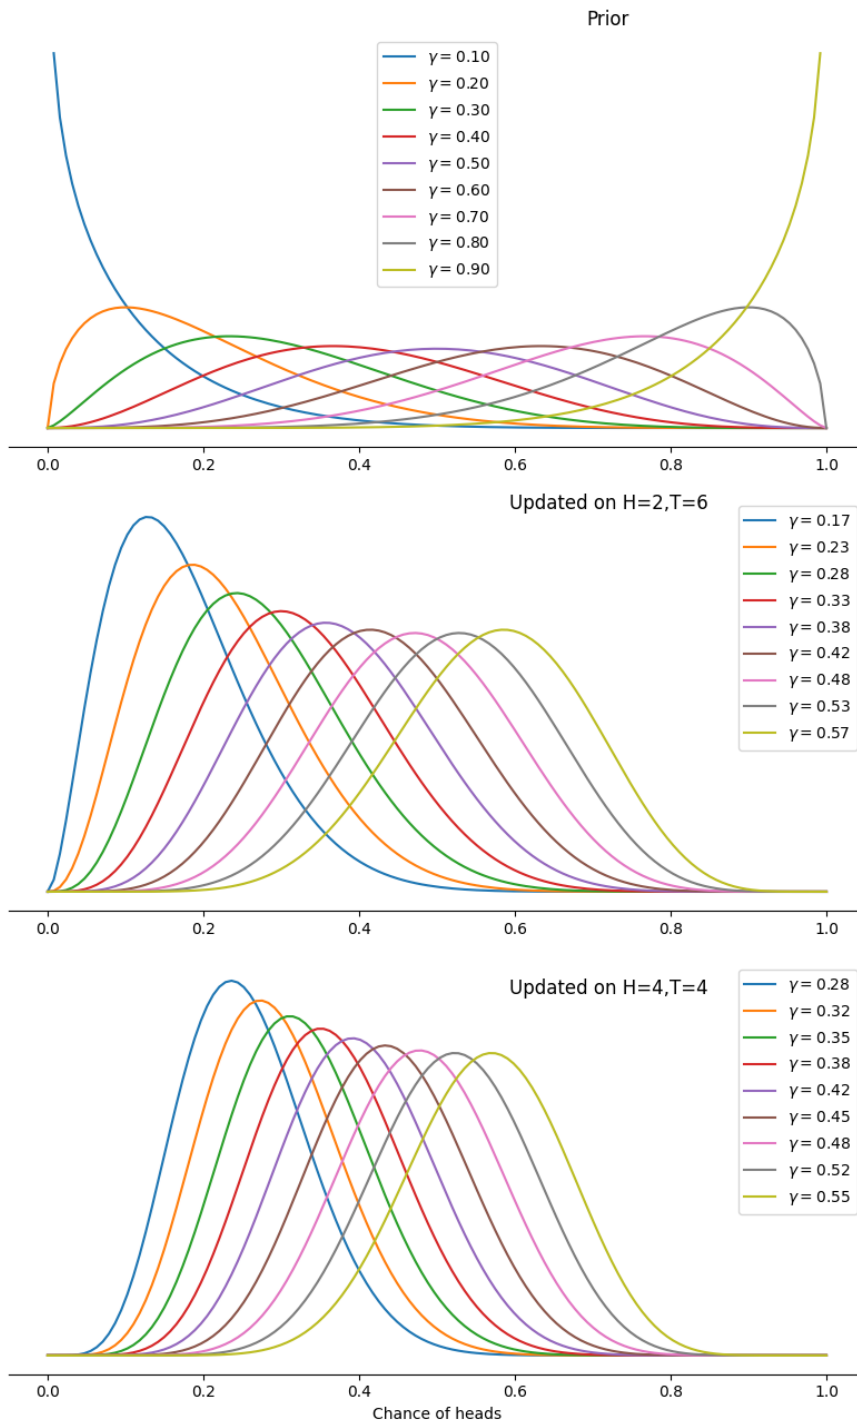 Prior
γ = 0.10
γ = 0.20
γ = 0.30
γ = 0.40
γ = 0.50
γ = 0.60
γ = 0.70
γ = 0.80
γ = 0.90
0.0 0.2 0.4 0.6 0.8 1.0
Updated on H=2,T=6
γ = 0.17
γ = 0.23
γ = 0.28
γ = 0.33
γ = 0.38
γ = 0.42
γ = 0.48
γ = 0.53
γ = 0.57
0.0 0.2 0.4 0.6 0.8 1.0
Updated on H=4,T=4
γ = 0.28
γ = 0.32
γ = 0.35
γ = 0.38
γ = 0.42
γ = 0.45
γ = 0.48
γ = 0.52
γ = 0.55
0.0 0.2 0.4 0.6 0.8 1.0
Chance of heads